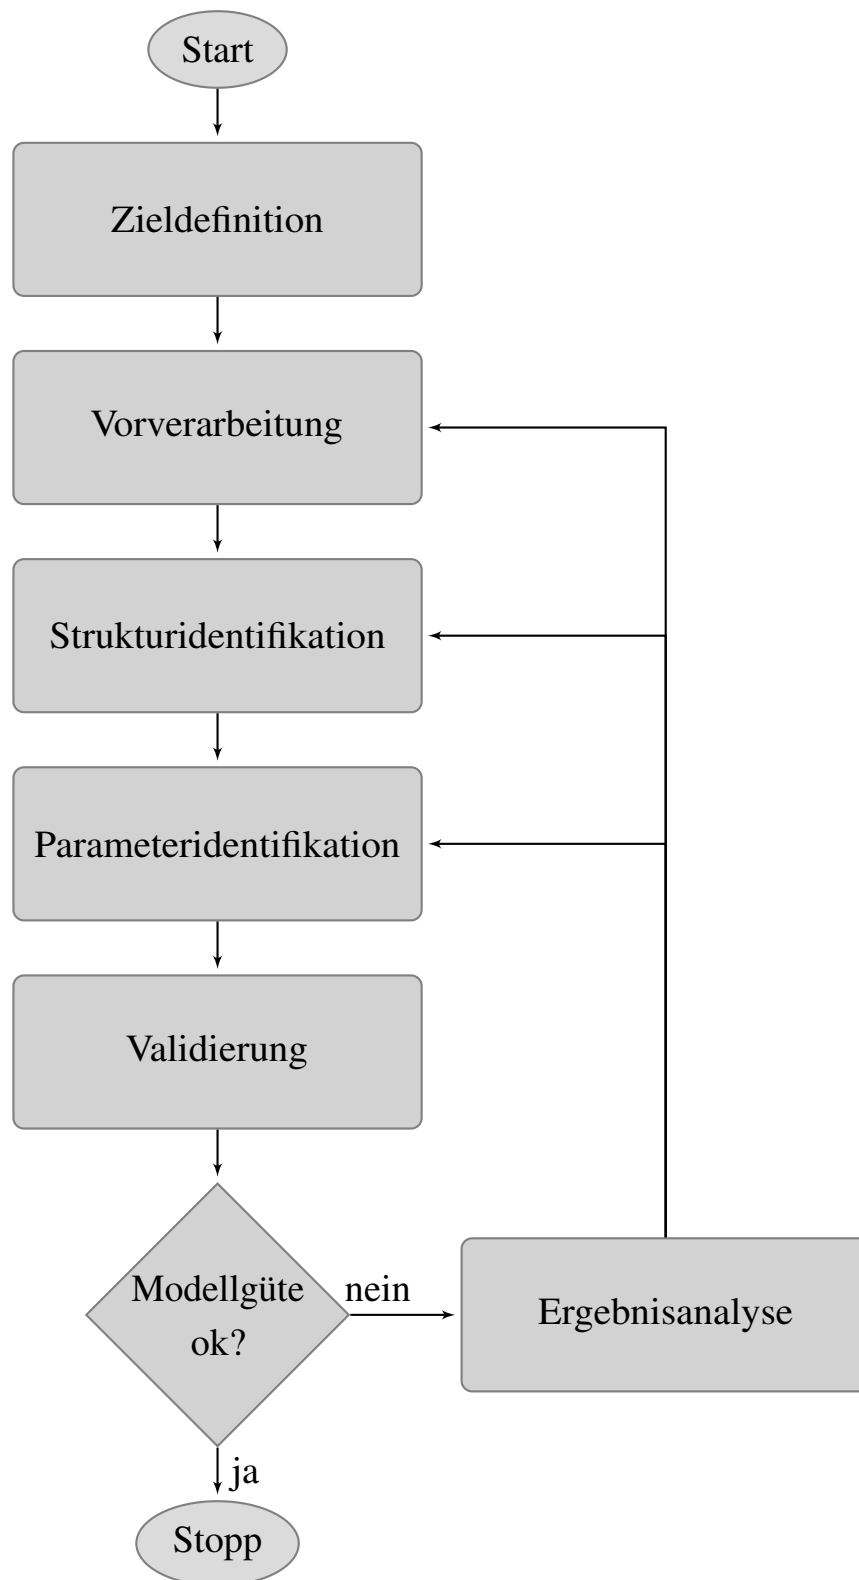 Start
Zieldefinition
Vorverarbeitung
Strukturidentifikation
Parameteridentifikation
Validierung
Modellgüte
ok?
nein
Ergebnisanalyse
ja
Stopp